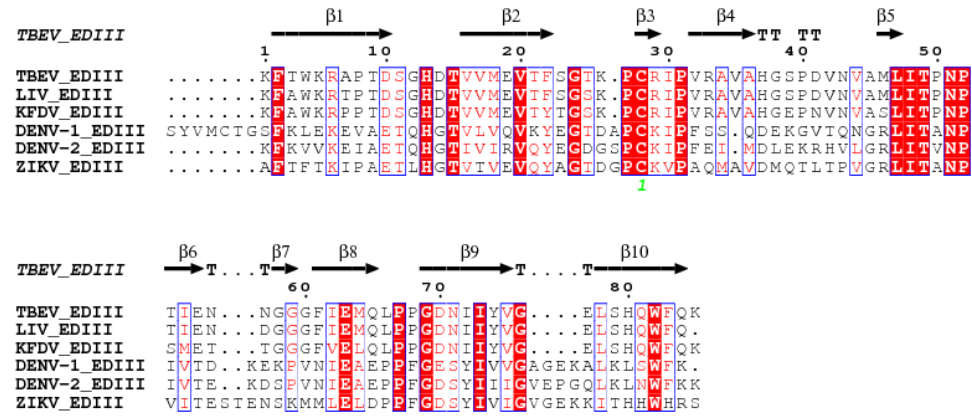 β1 β2 β3 β4 β5
TBEV_EDIII TT TT
1 10 20 30 40 50
TBEV_EDIII .......KFTWKRAPTDSGHDTVVMEVTFSGTK.PCRIPVRAVAHGSPDVNVAMLITPNP
LIV_EDIII .......KFAWKRTPTDSGHDTVVMEVTFSGSK.PCRIPVRAVAHGSPDVNVAMLITPNP
KFDV_EDIII .......KFAWKRPPTDSGHDTVVMEVTYTGSK.PCRIPVRAVAHGEPNVNVAMLITPNP
DENV-1_EDIII SYVMCTGSFKLEKEVAETQHGTVLVQVKYEGTDAPCKIPFSS.QDEKGVTQNGRLITANP
DENV-2_EDIII .......SFKVVKEIAETQHGTIVIRVQYEGDGSPCKIPFEI.MDLEKRHVLGRLITVNP
ZIKV_EDIII .......AFTFTKIPAETLHGTVTVEVQYAGTDGPCKVPAQMAVDMQTLTPVGRLITANP
1
β6 β7 β8 β9 β10
TBEV_EDIII T....T T....T
60 70 80
TBEV_EDIII TIEN...NGGGFIEMQLPPGDNIIYVG....ELSHQWFQK
LIV_EDIII TIEN...DGGGFIEMQLPPGDNIIYVG....ELSHQWFQ.
KFDV_EDIII SMET...TGGGFVELQLPPGDNIIYVG....ELSHQWFQK
DENV-1_EDIII IVTD.KEKPVNIEAEPPFGESYIVVGAGEKALKLSWFK.
DENV-2_EDIII IVTE.KDSPVNIEAEPPFGDSYIIIGVEPGQLKLNWFKK
ZIKV_EDIII VITESTENSKMMLELDPPFGDSYIVIGVGEKKITHHWHRS